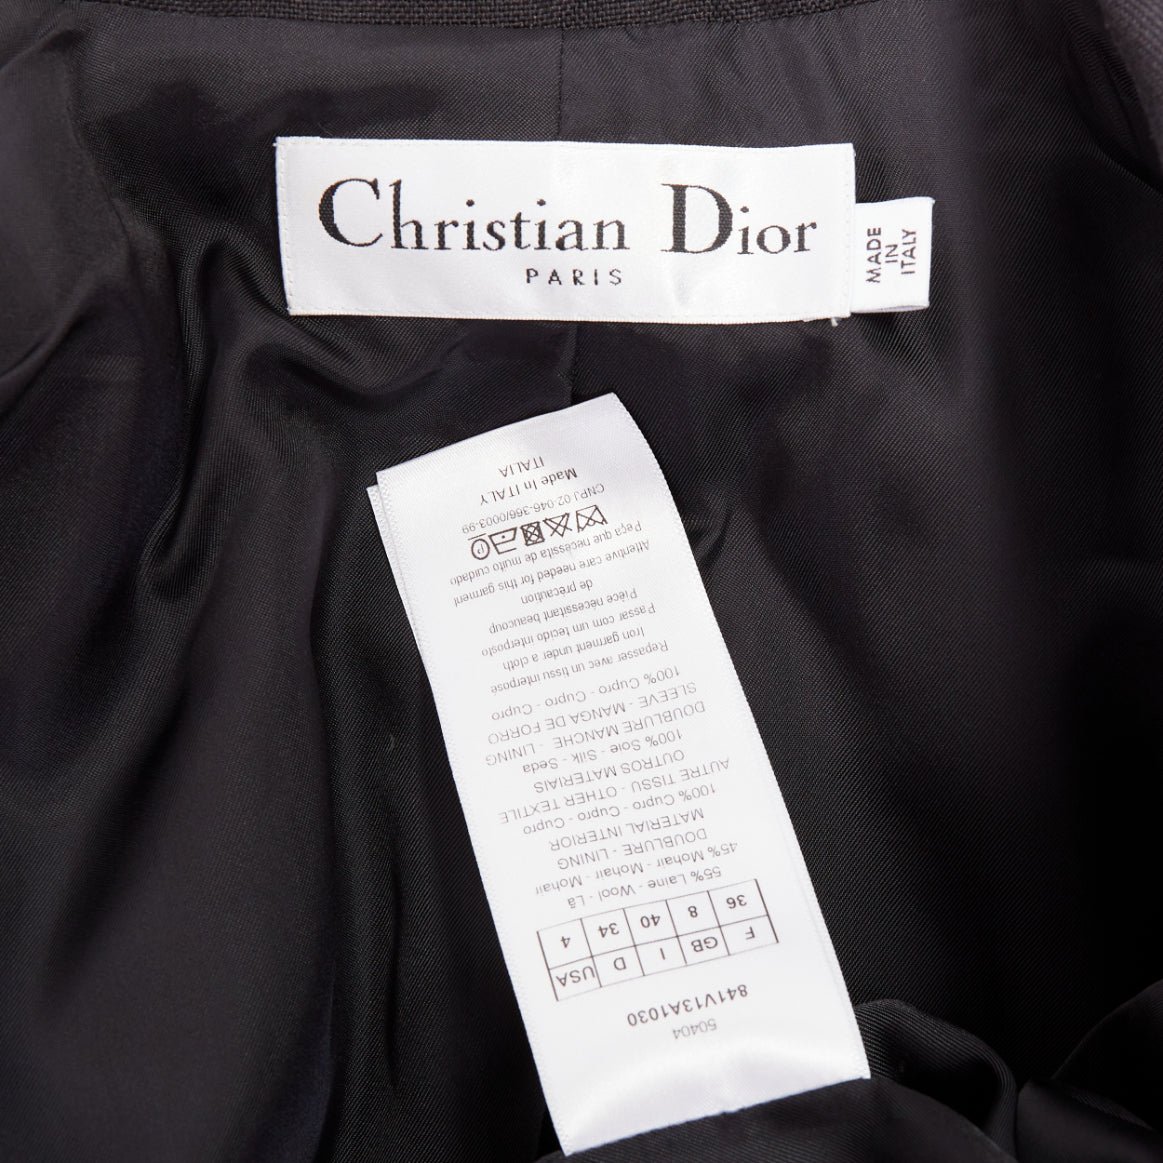 Christian Dior
PARIS
MADE
IN
ITALY
50404
841V13A1030
F GB I D USA
36 8 40 34 4
55% Laine - Wool - Lã
45% Mohair - Mohair - Mohair
DOUBLURE - LINING
MATERIAL INTERIOR
100% Cupro - Cupro - Cupro
AUTRE TISSU - OTHER TEXTILE
OUTROS MATERIAIS
100% Soie - Silk - Seda
DOUBLURE MANCHE - LINING
SLEEVE - MANGA DE FORRO
100% Cupro - Cupro - Cupro
Repasser avec un tissu interposé
Iron garment under a cloth
Passar com um tecido interposto
Pièce nécessitant beaucoup
de précaution
Attentive care needed for this garment
Peça que necessita de muito cuidado
P
CNPJ 02-046-366/0003-99
Made In ITALY
ITALIA